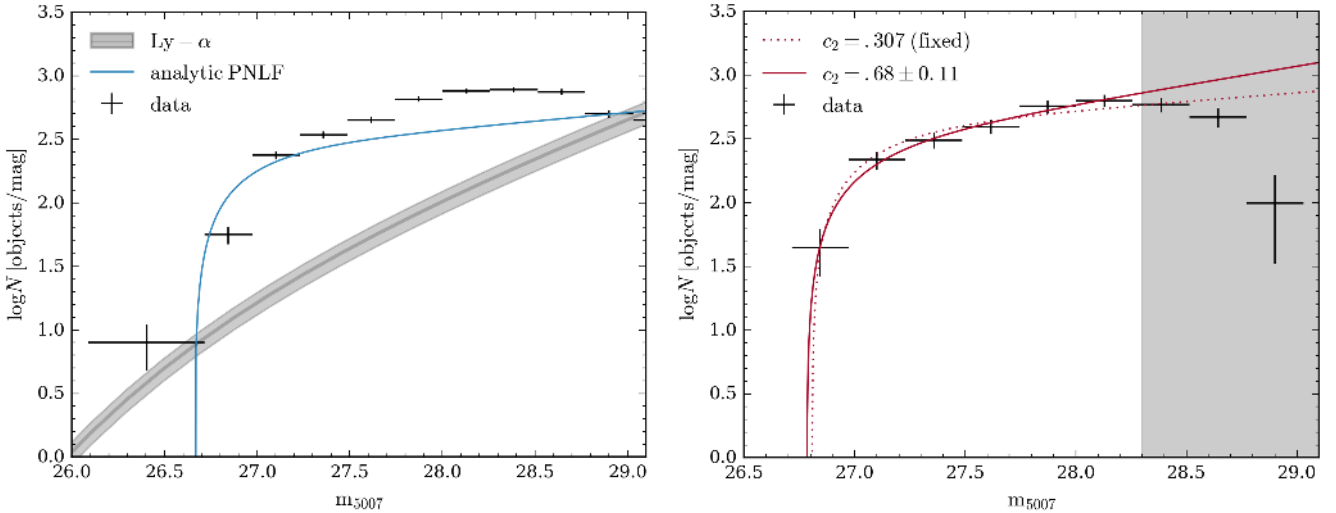 Ly − α
analytic PNLF
data
3.5
3.0
2.5
2.0
1.5
1.0
0.5
0.0
logN [objects/mag]
26.0 26.5 27.0 27.5 28.0 28.5 29.0
m5007
c2 = .307 (fixed)
c2 = .68 ± 0.11
data
3.5
3.0
2.5
2.0
1.5
1.0
0.5
0.0
logN [objects/mag]
26.5 27.0 27.5 28.0 28.5 29.0
m5007